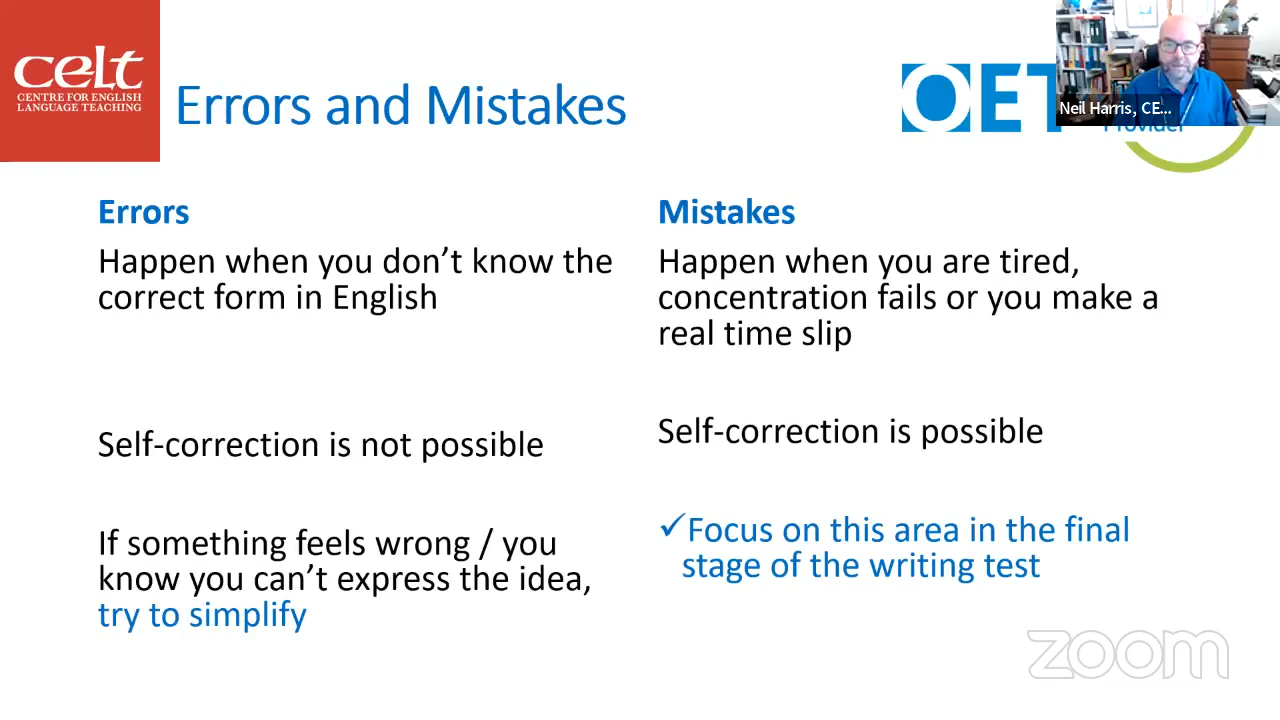 celt
CENTRE FOR ENGLISH
LANGUAGE TEACHING
Errors and Mistakes
OET
Provider
Neil Harris, CE...
Errors
Happen when you don’t know the
correct form in English
Self-correction is not possible
If something feels wrong / you
know you can’t express the idea,
try to simplify
Mistakes
Happen when you are tired,
concentration fails or you make a
real time slip
Self-correction is possible
✓Focus on this area in the final
stage of the writing test
zoom